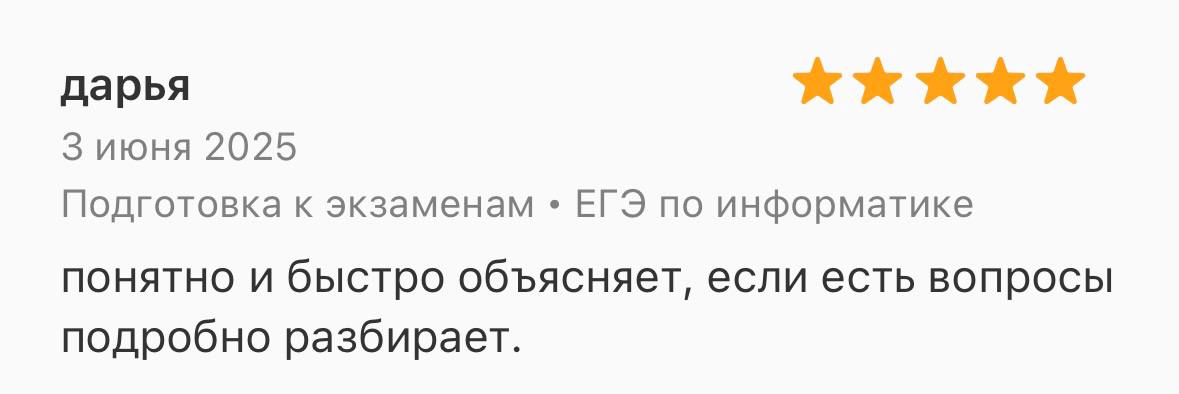 дарья
3 июня 2025
Подготовка к экзаменам • ЕГЭ по информатике
понятно и быстро объясняет, если есть вопросы
подробно разбирает.